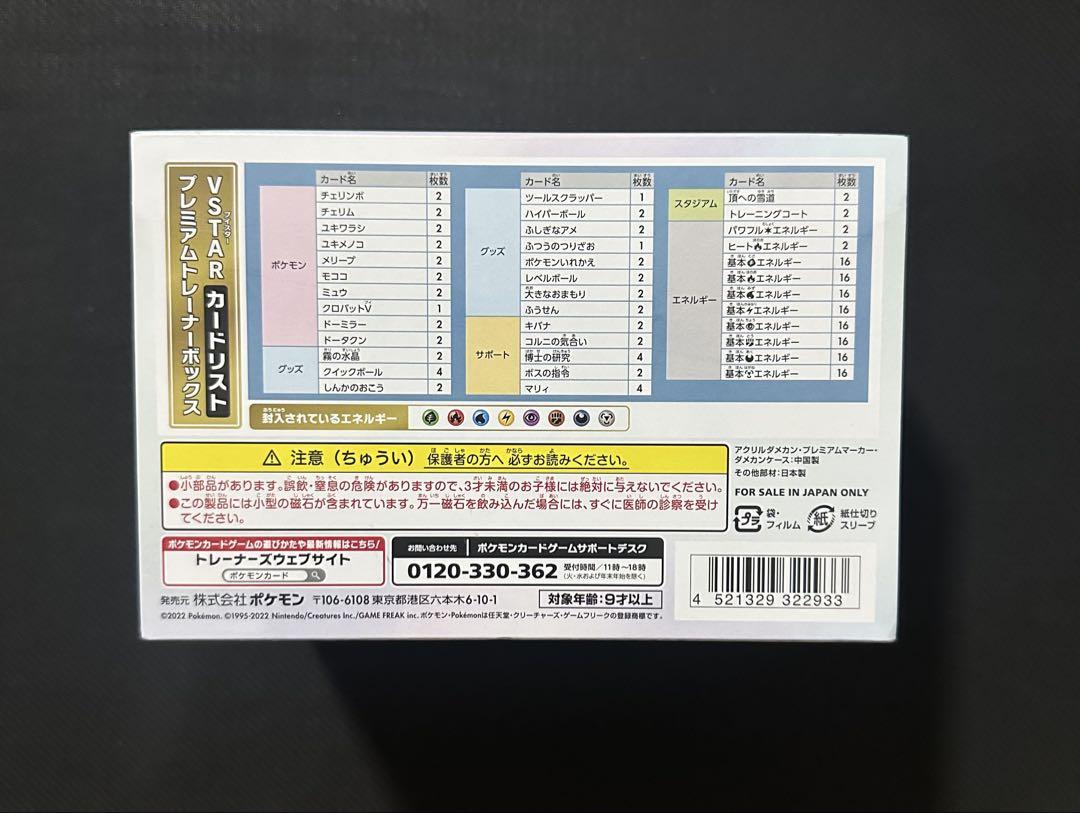 VSTAR カードリスト
ブイスター
プレミアムトレーナーボックス
カード名 枚数
ポケモン
チェリンボ 2
チェリム 2
ユキワラシ 2
ユキメノコ 2
メリープ 2
モココ 2
ミュウ 2
クロバットV 1
ドーミラー 2
ドータクン 2
グッズ
霧の水晶 2
クイックボール 4
しんかのおこう 2
カード名 枚数
グッズ
ツールスクラッパー 1
ハイパーボール 2
ふしぎなアメ 2
ふつうのつりざお 1
ポケモンいれかえ 2
レベルボール 2
大きなおまもり 2
ふうせん 2
サポート
キバナ 2
コルニの気合い 2
博士の研究 4
ボスの指令 2
マリィ 4
カード名 枚数
スタジアム
頂への雪道 2
トレーニングコート 2
エネルギー
パワフル エネルギー 2
ヒート エネルギー 2
基本 エネルギー 16
基本 エネルギー 16
基本 エネルギー 16
基本 エネルギー 16
基本 エネルギー 16
基本 エネルギー 16
基本 エネルギー 16
基本 エネルギー 16
封入されているエネルギー
⚠ 注意（ちゅうい） 保護者の方へ 必ずお読みください。
●小部品があります。誤飲・窒息の危険がありますので、3才未満のお子様には絶対に与えないでください。
●この製品には小型の磁石が含まれています。万一磁石を飲み込んだ場合には、すぐに医師の診察を受け
てください。
アクリルダメカン・プレミアムマーカー・
ダメカンケース：中国製
その他部材：日本製
FOR SALE IN JAPAN ONLY
プラ 袋・
フィルム
紙 紙仕切り
スリーブ
ポケモンカードゲームの遊びかたや最新情報はこちら!
トレーナーズウェブサイト
ポケモンカード
お問い合わせ先 ポケモンカードゲームサポートデスク
0120-330-362 受付時間／11時～18時
（火・水および年末年始を除く）
発売元 株式会社ポケモン 〒106-6108 東京都港区六本木6-10-1
対象年齢：9才以上
©2022 Pokémon. ©1995-2022 Nintendo/Creatures Inc./GAME FREAK inc. ポケモン・Pokémonは任天堂・クリーチャーズ・ゲームフリークの登録商標です。
4 521329 322933